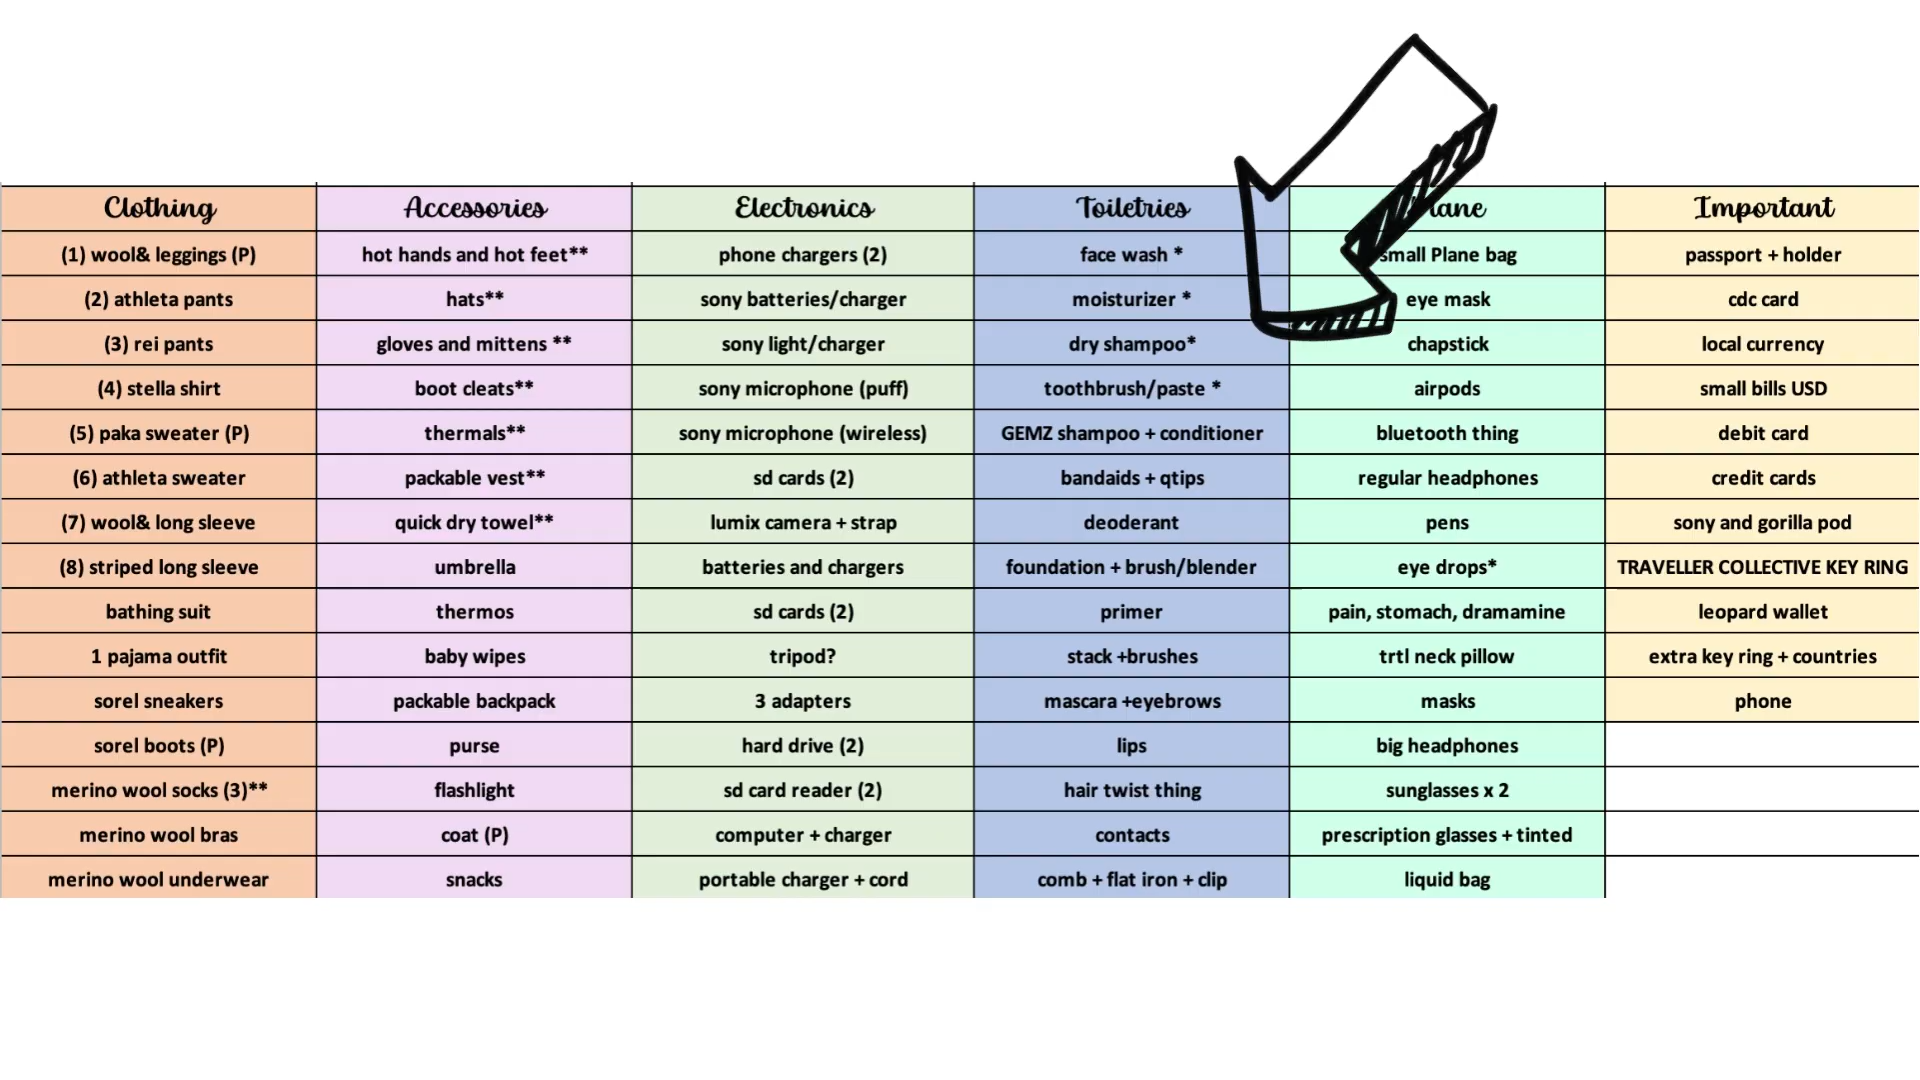 Clothing Accessories Electronics Toiletries Important
(1) wool& leggings (P) hot hands and hot feet** phone chargers (2) face wash * small Plane bag passport + holder
(2) athleta pants hats** sony batteries/charger moisturizer * eye mask cdc card
(3) rei pants gloves and mittens ** sony light/charger dry shampoo* chapstick local currency
(4) stella shirt boot cleats** sony microphone (puff) toothbrush/paste * airpods small bills USD
(5) paka sweater (P) thermals** sony microphone (wireless) GEMZ shampoo + conditioner bluetooth thing debit card
(6) athleta sweater packable vest** sd cards (2) bandaids + qtips regular headphones credit cards
(7) wool& long sleeve quick dry towel** lumix camera + strap deoderant pens sony and gorilla pod
(8) striped long sleeve umbrella batteries and chargers foundation + brush/blender eye drops* TRAVELLER COLLECTIVE KEY RING
bathing suit thermos sd cards (2) primer pain, stomach, dramamine leopard wallet
1 pajama outfit baby wipes tripod? stack +brushes trtl neck pillow extra key ring + countries
sorel sneakers packable backpack 3 adapters mascara +eyebrows masks phone
sorel boots (P) purse hard drive (2) lips big headphones
merino wool socks (3)** flashlight sd card reader (2) hair twist thing sunglasses x 2
merino wool bras coat (P) computer + charger contacts prescription glasses + tinted
merino wool underwear snacks portable charger + cord comb + flat iron + clip liquid bag